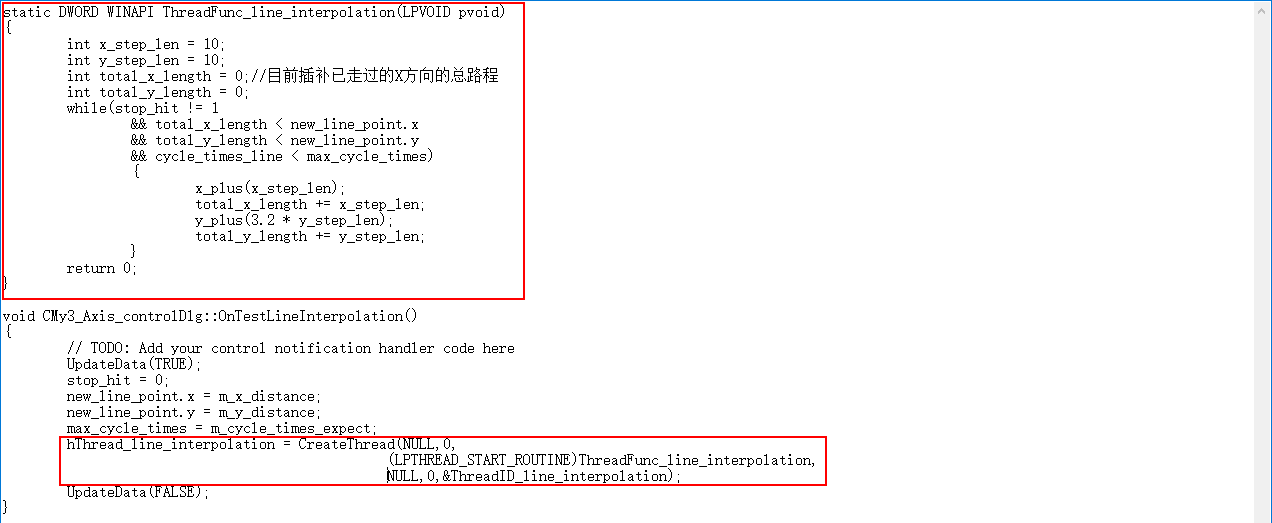 static DWORD WINAPI ThreadFunc_line_interpolation(LPVOID pvoid)
{
int x_step_len = 10;
int y_step_len = 10;
int total_x_length = 0;//目前插补已走过的X方向的总路程
int total_y_length = 0;
while(stop_hit != 1
&& total_x_length < new_line_point.x
&& total_y_length < new_line_point.y
&& cycle_times_line < max_cycle_times)
{
x_plus(x_step_len);
total_x_length += x_step_len;
y_plus(3.2 * y_step_len);
total_y_length += y_step_len;
}
return 0;
}
void CMy3_Axis_controlDlg::OnTestLineInterpolation()
{
// TODO: Add your control notification handler code here
UpdateData(TRUE);
stop_hit = 0;
new_line_point.x = m_x_distance;
new_line_point.y = m_y_distance;
max_cycle_times = m_cycle_times_expect;
hThread_line_interpolation = CreateThread(NULL,0,
(LPTHREAD_START_ROUTINE)ThreadFunc_line_interpolation,
NULL,0,&ThreadID_line_interpolation);
UpdateData(FALSE);
}